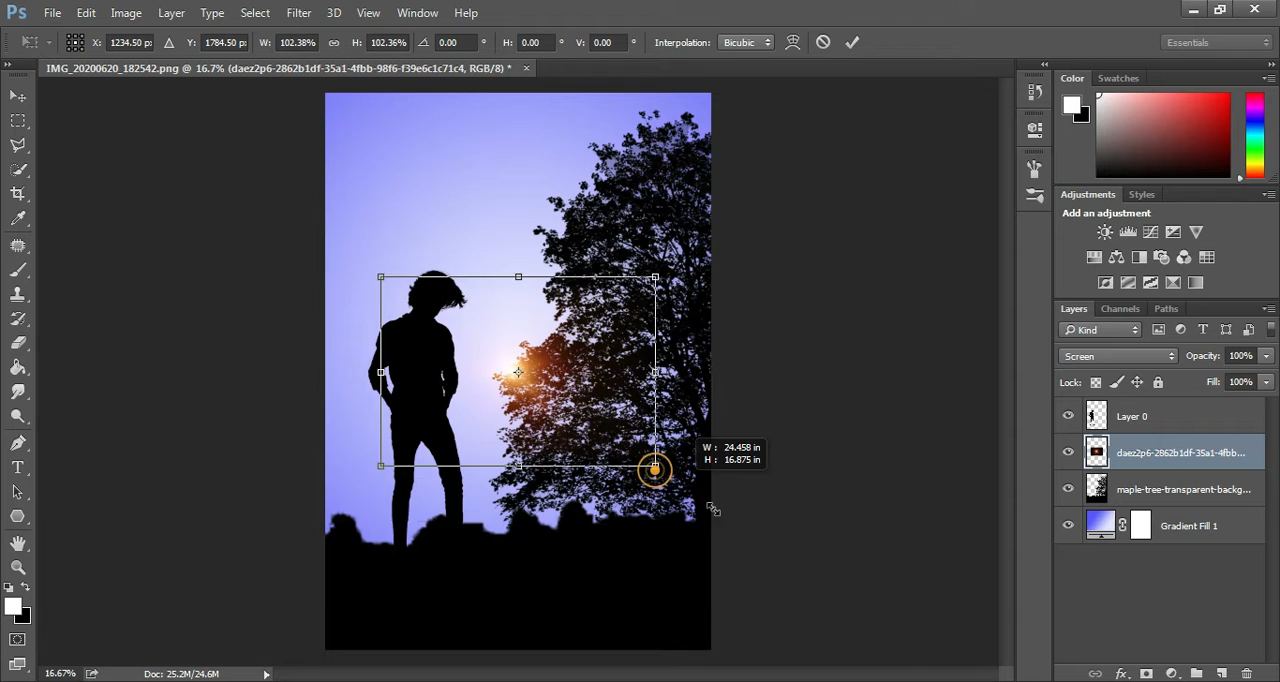 Ps File Edit Image Layer Type Select Filter 3D View Window Help
X: 1234.50 px Y: 1784.50 px W: 102.38% H: 102.36% 0.00 ° H: 0.00 ° V: 0.00 ° Interpolation: Bicubic Essentials
IMG_20200620_182542.png @ 16.7% (daez2p6-2862b1df-35a1-4fbb-98f6-f39e6c1c71c4, RGB/8) * ×
Color Swatches
Adjustments Styles
Add an adjustment
Layers Channels Paths
Kind
Screen Opacity: 100%
Lock: Fill: 100%
Layer 0
daez2p6-2862b1df-35a1-4fbb...
maple-tree-transparent-backg...
Gradient Fill 1
W: 24.458 in
H: 16.875 in
16.67% Doc: 25.2M/24.6M